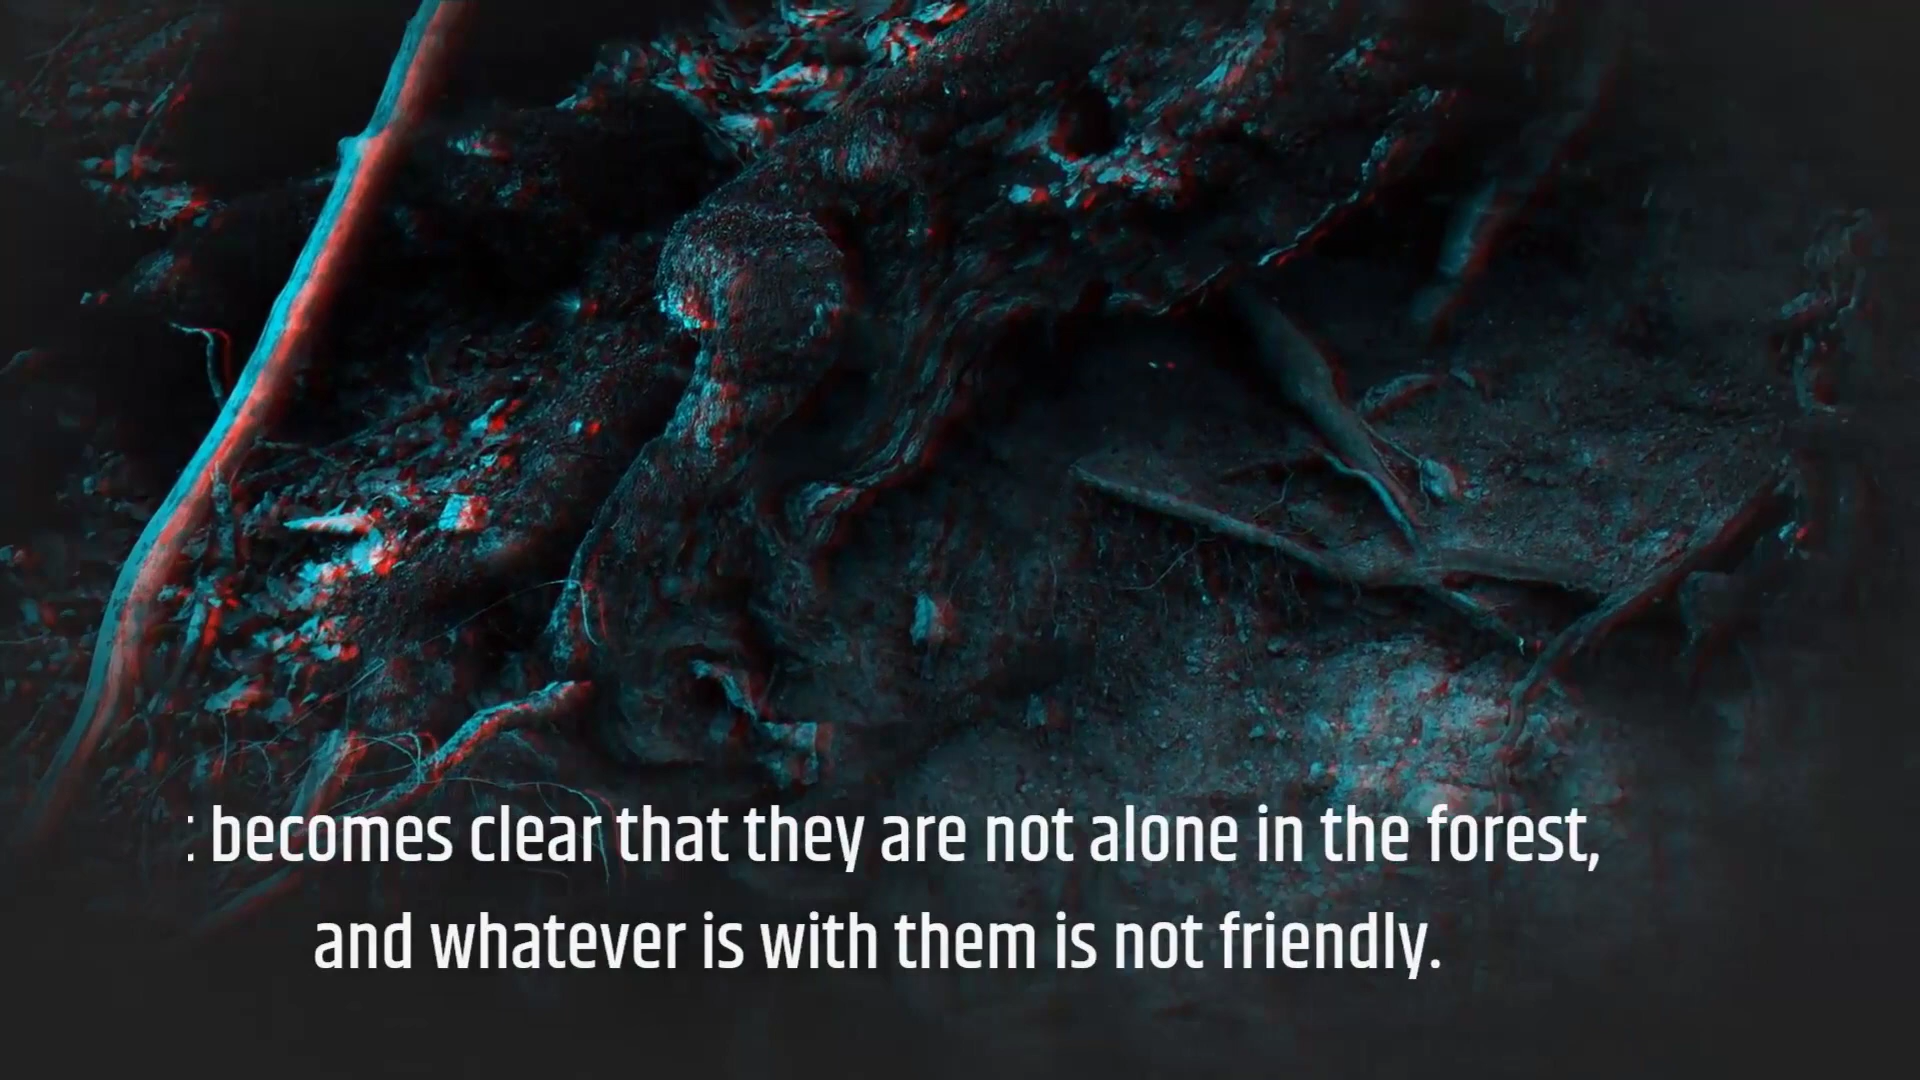 becomes clear that they are not alone in the forest,
and whatever is with them is not friendly.